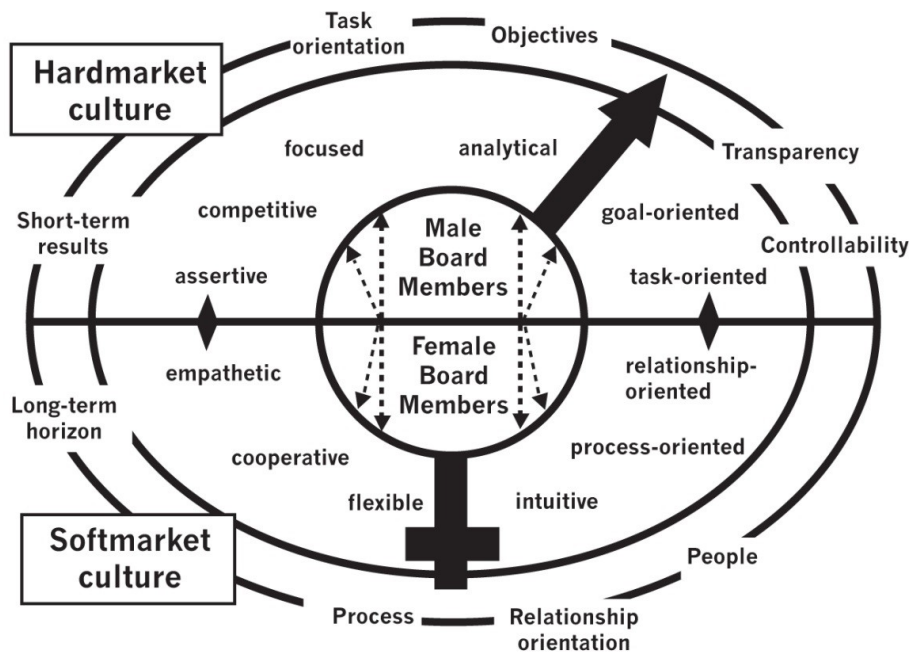 Task
orientation
Objectives
Hardmarket
culture
focused
analytical
Transparency
competitive
goal-oriented
Short-term
results
Male
Board
Members
Controllability
assertive
task-oriented
empathetic
Female
Board
Members
relationship-
oriented
Long-term
horizon
cooperative
process-oriented
flexible
intuitive
Softmarket
culture
People
Process
Relationship
orientation